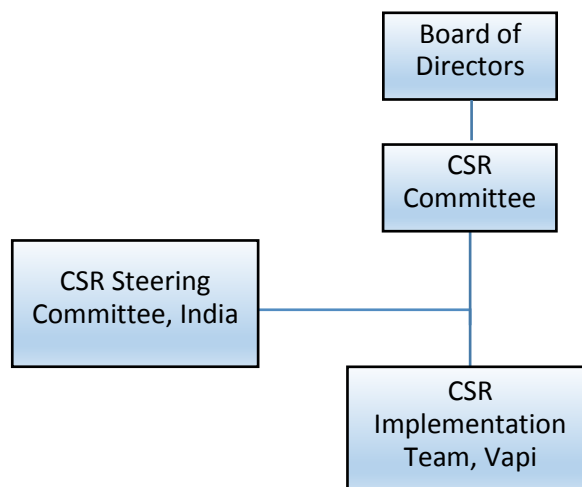 Board of
Directors
CSR
Committee
CSR Steering
Committee, India
CSR
Implementation
Team, Vapi